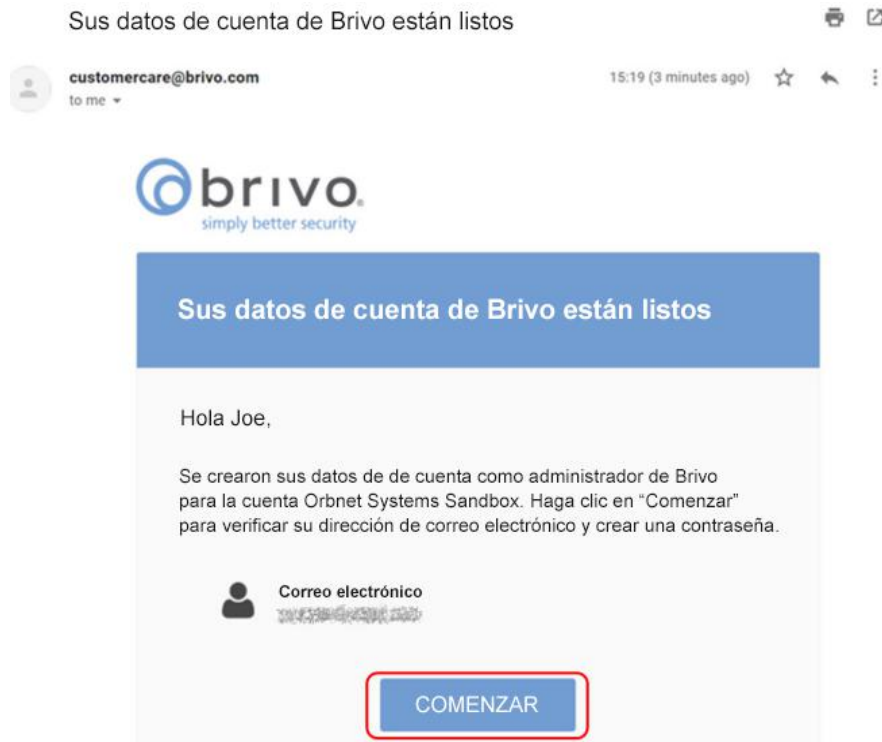 Sus datos de cuenta de Brivo están listos
customercare@brivo.com
15:19 (3 minutes ago)
to me
brivo®
simply better security
Sus datos de cuenta de Brivo están listos
Hola Joe,
Se crearon sus datos de de cuenta como administrador de Brivo
para la cuenta Orbnet Systems Sandbox. Haga clic en “Comenzar”
para verificar su dirección de correo electrónico y crear una contraseña.
Correo electrónico
COMENZAR